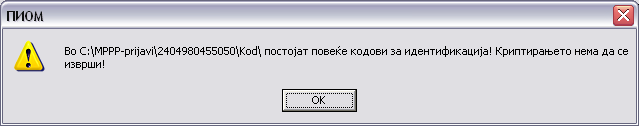 ПИОМ
Во C:\MPPP-prijavi\2404980455050\Kod\ постојат повеќе кодови за идентификација! Криптирањето нема да се
изврши!
OK